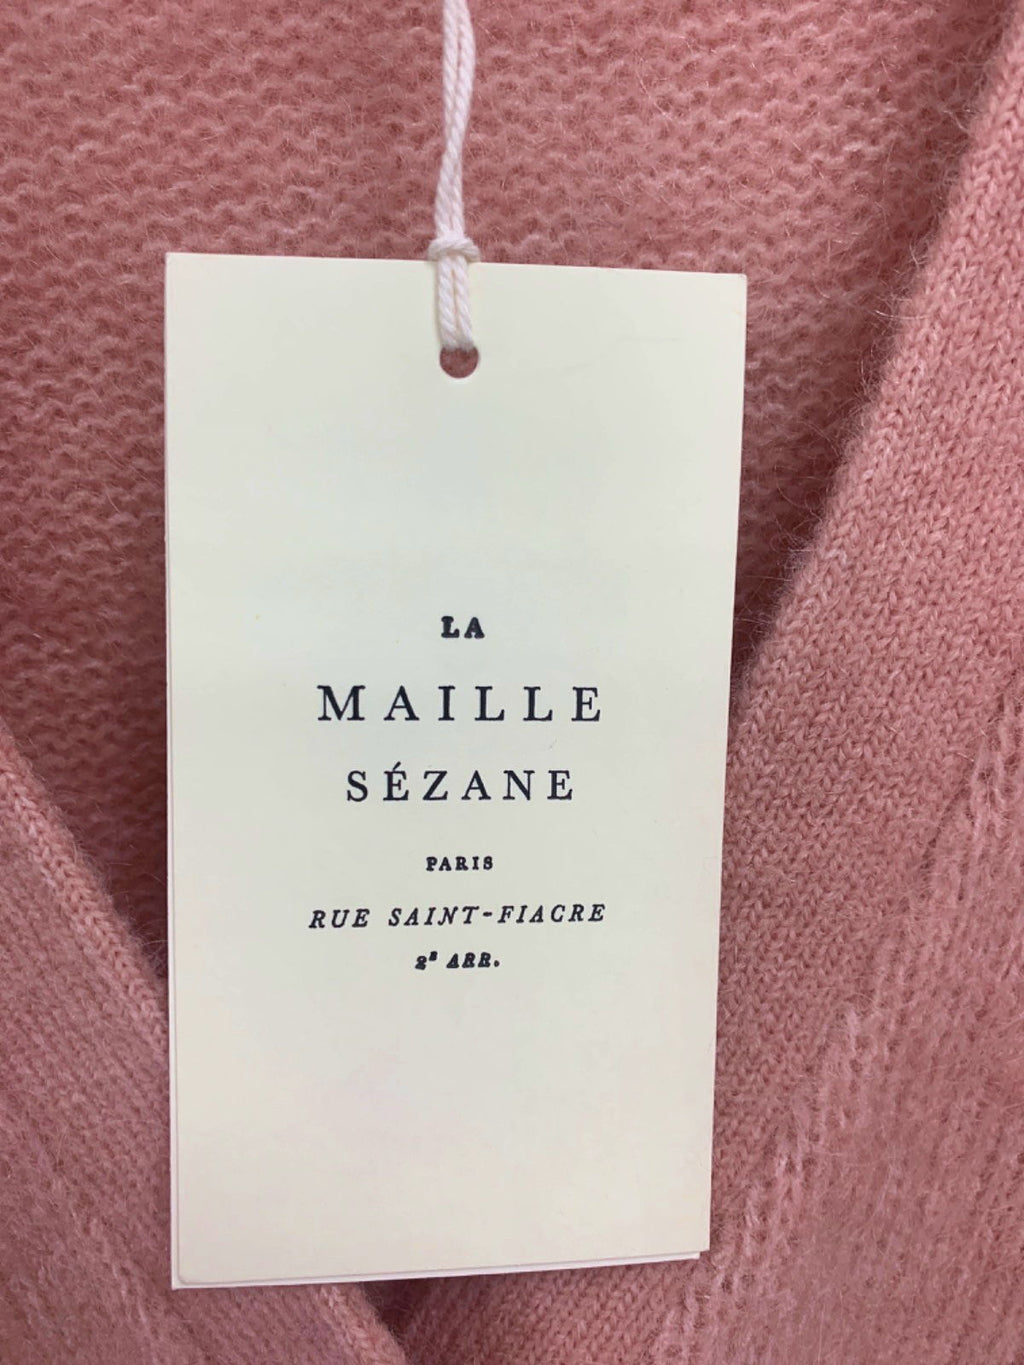 LA
MAILLE
SÉZANE
PARIS
RUE SAINT-FIACRE
2E ARR.